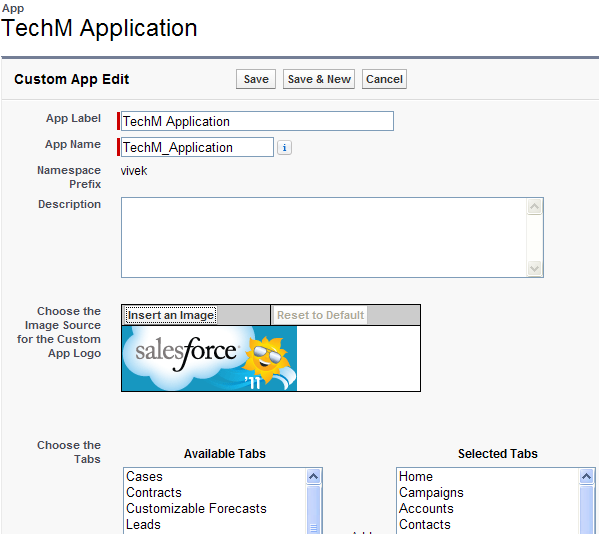 App
TechM Application
Custom App Edit Save Save & New Cancel
App Label TechM Application
App Name TechM_Application i
Namespace Prefix vivek
Description
Choose the Image Source for the Custom App Logo
Insert an Image Reset to Default
salesforce '11
Choose the Tabs
Available Tabs Selected Tabs
Cases Home
Contracts Campaigns
Customizable Forecasts Accounts
Leads Contacts